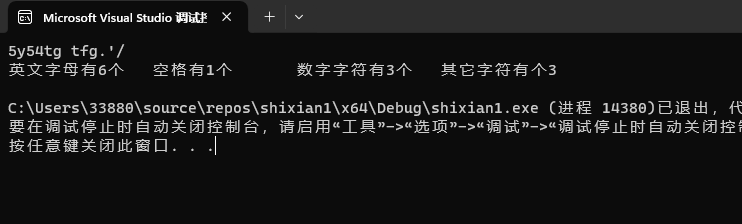 Microsoft Visual Studio 调试控
5y54tg tfg.'/
英文字母有6个 空格有1个 数字字符有3个 其它字符有个3
C:\Users\33880\source\repos\shixian1\x64\Debug\shixian1.exe (进程 14380)已退出，代
要在调试停止时自动关闭控制台，请启用“工具”->“选项”->“调试”->“调试停止时自动关闭控制
按任意键关闭此窗口. . .